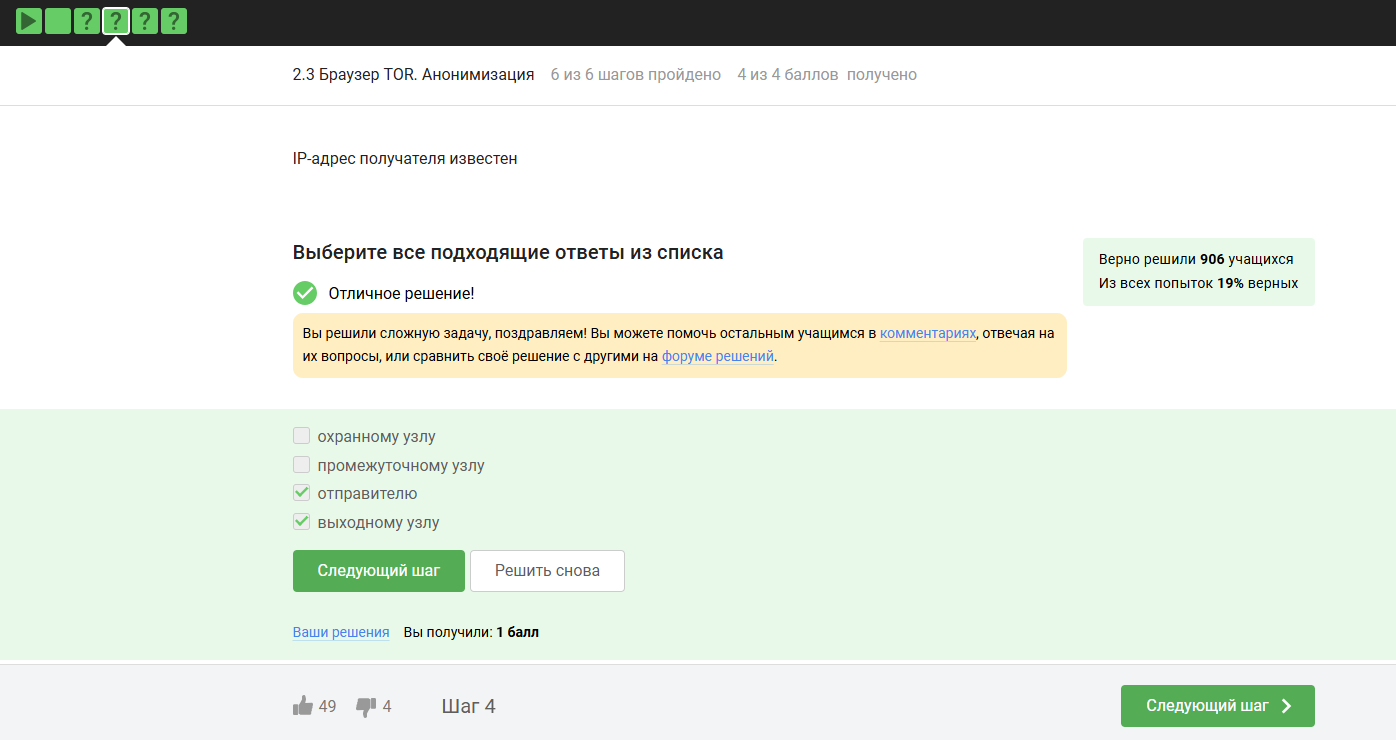 ? ? ? ?
2.3 Браузер TOR. Анонимизация 6 из 6 шагов пройдено 4 из 4 баллов получено
IP-адрес получателя известен
Выберите все подходящие ответы из списка
Верно решили 906 учащихся
Из всех попыток 19% верных
Отличное решение!
Вы решили сложную задачу, поздравляем! Вы можете помочь остальным учащимся в комментариях, отвечая на
их вопросы, или сравнить своё решение с другими на форуме решений.
охранному узлу
промежуточному узлу
отправителю
выходному узлу
Следующий шаг Решить снова
Ваши решения Вы получили: 1 балл
49 4 Шаг 4 Следующий шаг